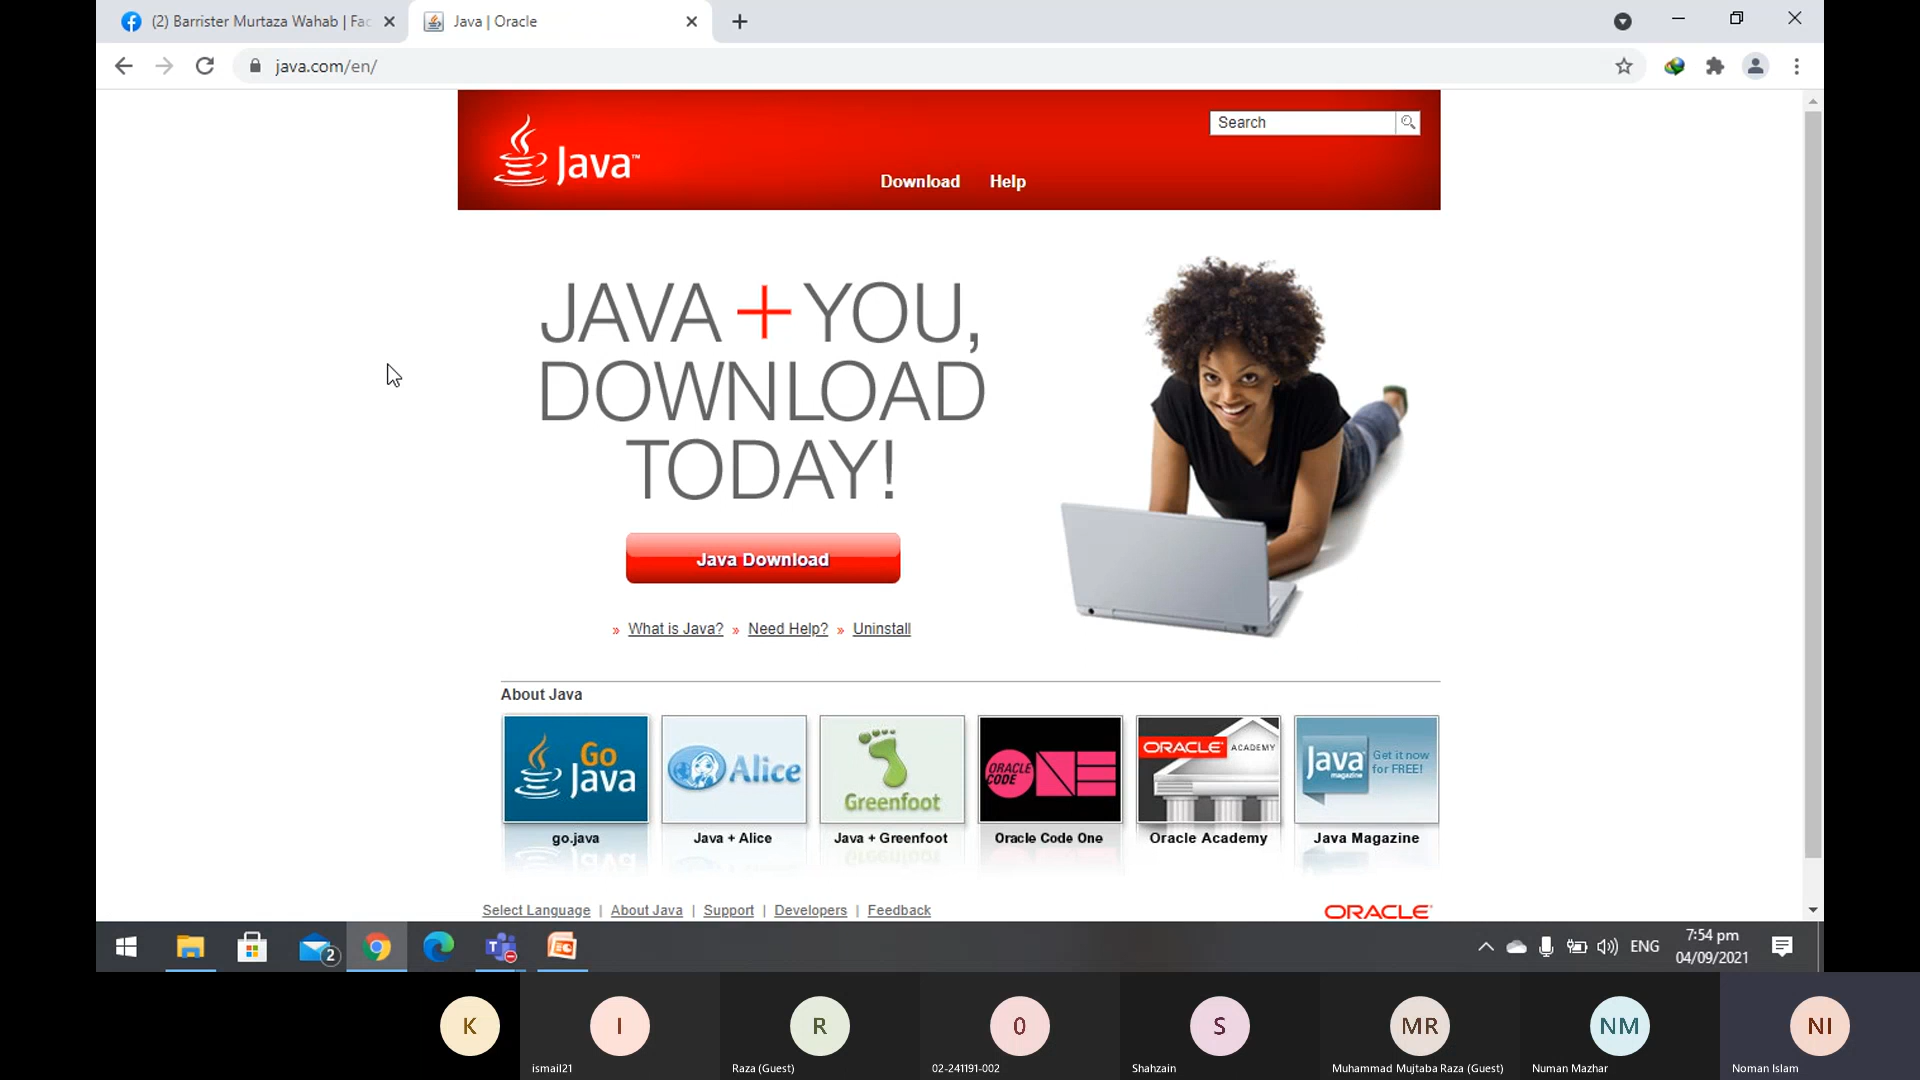 (2) Barrister Murtaza Wahab | Fac
Java | Oracle
java.com/en/
Java™
Search
Download Help
JAVA + YOU,
DOWNLOAD
TODAY!
Java Download
» What is Java? » Need Help? » Uninstall
About Java
Go Java
Alice
Greenfoot
ORACLE CODE ONE
ORACLE ACADEMY
Java magazine Get it now for FREE!
go.java
Java + Alice
Java + Greenfoot
Oracle Code One
Oracle Academy
Java Magazine
Select Language | About Java | Support | Developers | Feedback
ORACLE
2
ENG
7:54 pm
04/09/2021
K
I
R
0
S
MR
NM
NI
ismail21
Raza (Guest)
02-241191-002
Shahzain
Muhammad Mujtaba Raza (Guest)
Numan Mazhar
Noman Islam